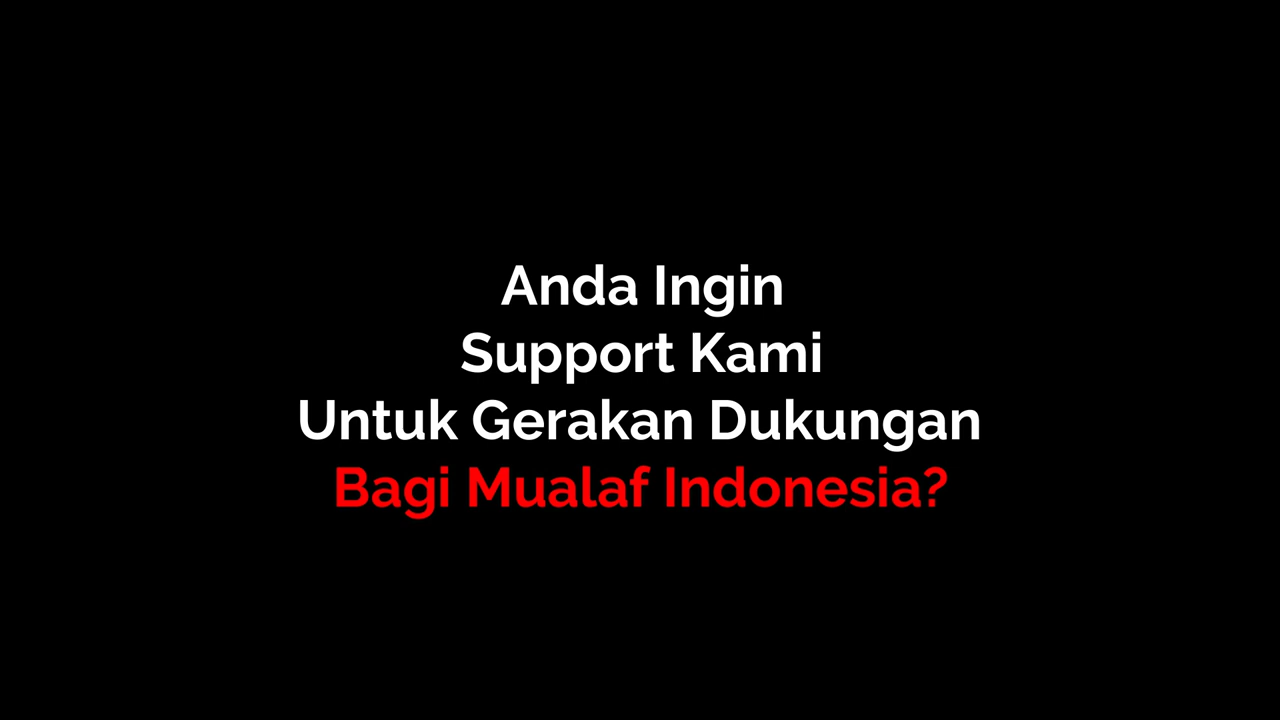 Anda Ingin
Support Kami
Untuk Gerakan Dukungan
Bagi Mualaf Indonesia?